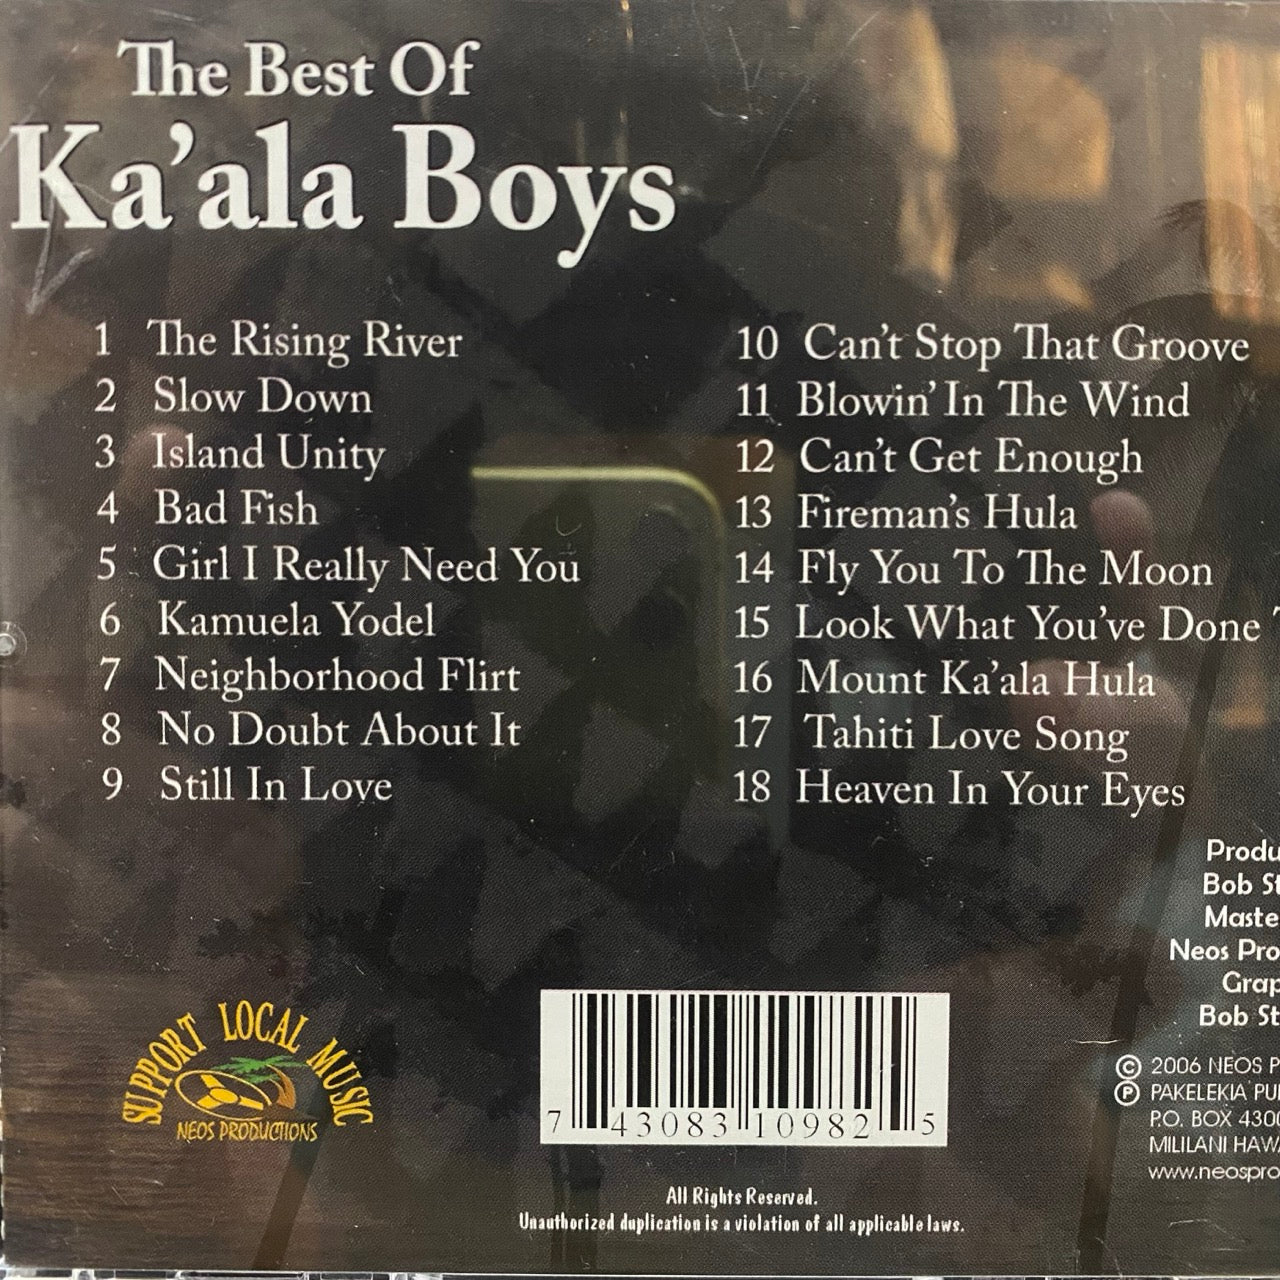 The Best Of
Ka'ala Boys
1 The Rising River
2 Slow Down
3 Island Unity
4 Bad Fish
5 Girl I Really Need You
6 Kamuela Yodel
7 Neighborhood Flirt
8 No Doubt About It
9 Still In Love
10 Can't Stop That Groove
11 Blowin' In The Wind
12 Can't Get Enough
13 Fireman's Hula
14 Fly You To The Moon
15 Look What You've Done
16 Mount Ka'ala Hula
17 Tahiti Love Song
18 Heaven In Your Eyes
Bob
Neos
Bob
SUPPORT LOCAL MUSIC
NEOS PRODUCTIONS
7 43083 10982 5
© 2006 NEOS
℗ PAKELEKIA
P.O. BOX
MILILANI
All Rights Reserved.
Unauthorized duplication is a violation of all applicable laws.